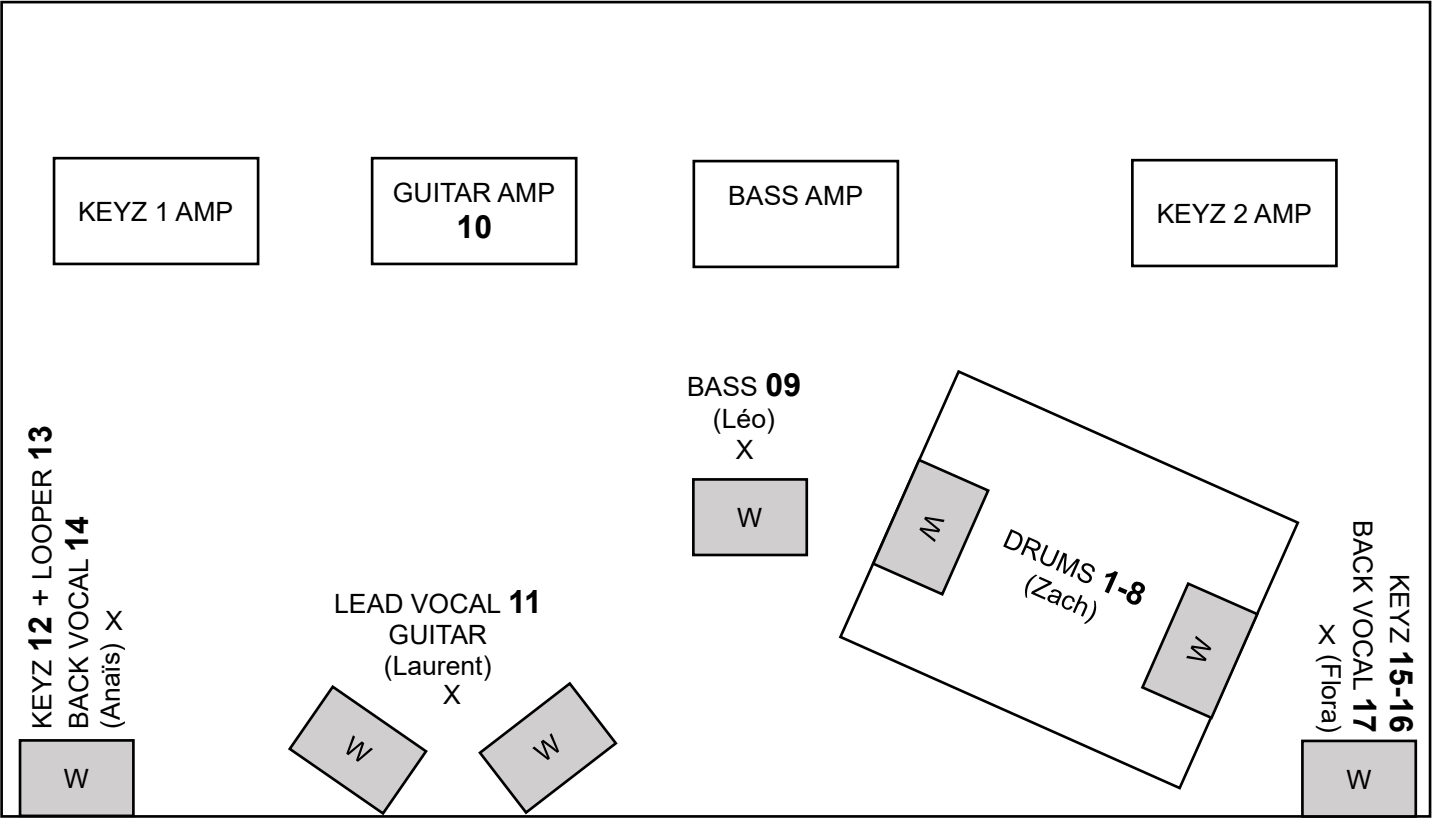 KEYZ 1 AMP
GUITAR AMP
10
BASS AMP
KEYZ 2 AMP
BASS 09
(Léo)
X
W
KEYZ 12 + LOOPER 13
BACK VOCAL 14
(Anaïs) X
W
LEAD VOCAL 11
GUITAR
(Laurent)
X
W
W
W
DRUMS 1-8
(Zach)
W
KEYZ 15-16
BACK VOCAL 17
X (Flora)
W